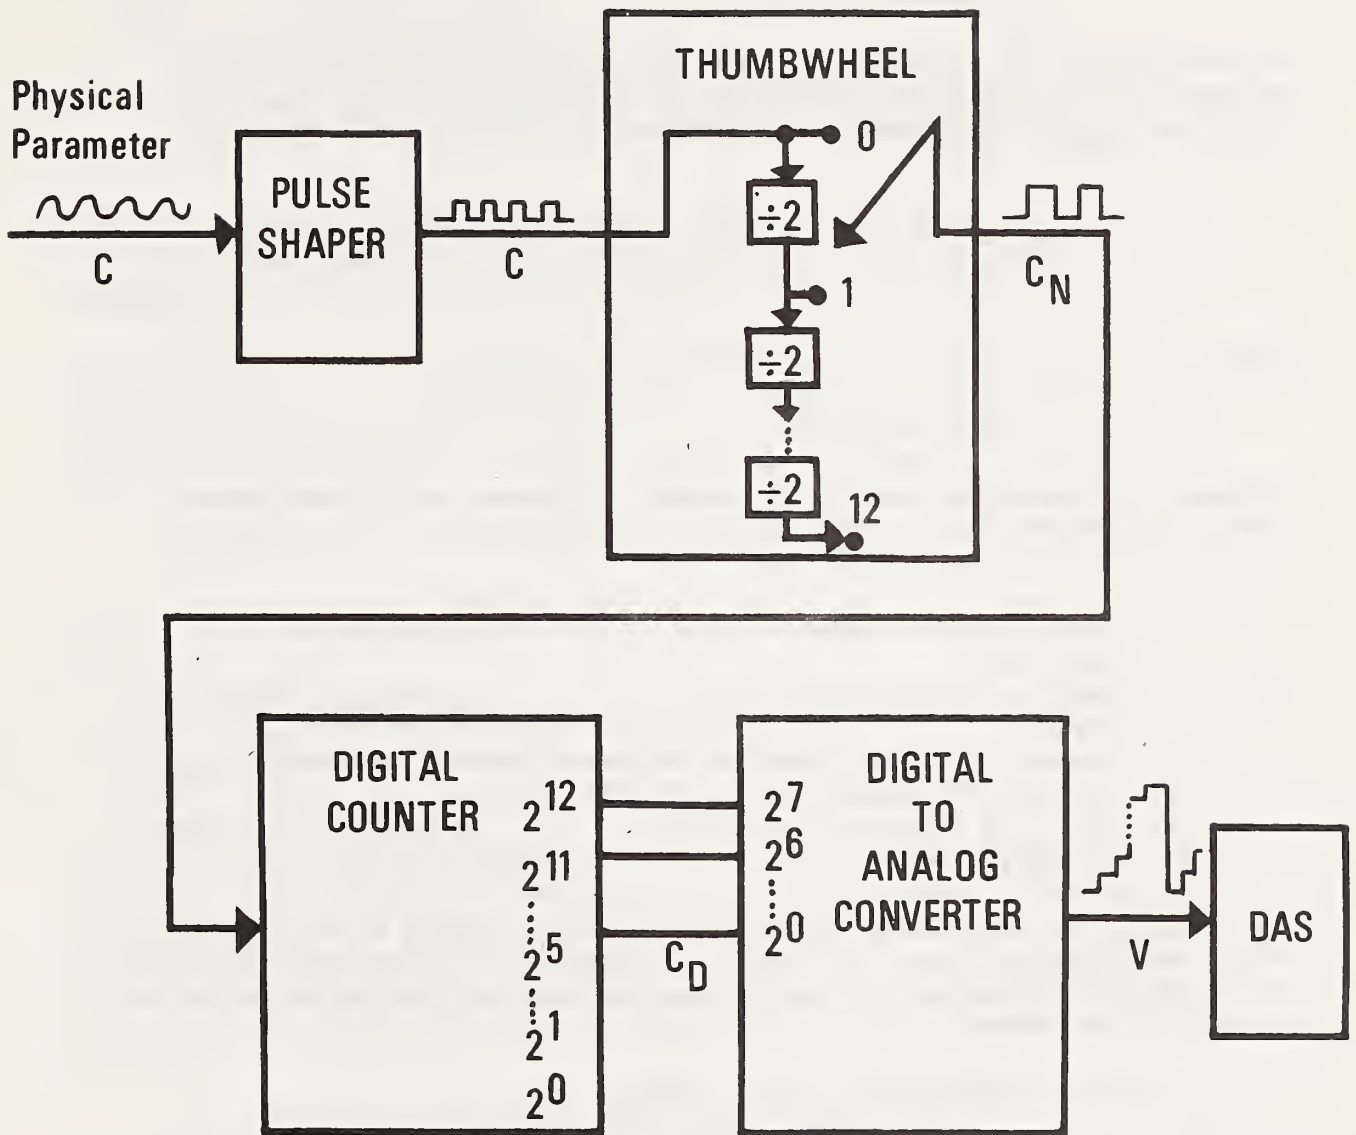 Physical
Parameter
C
PULSE
SHAPER
C
THUMBWHEEL
0
÷2
1
÷2
÷2
12
C_N
DIGITAL
COUNTER
2^12
2^11
2^5
2^1
2^0
C_D
2^7
2^6
2^0
DIGITAL
TO
ANALOG
CONVERTER
V
DAS